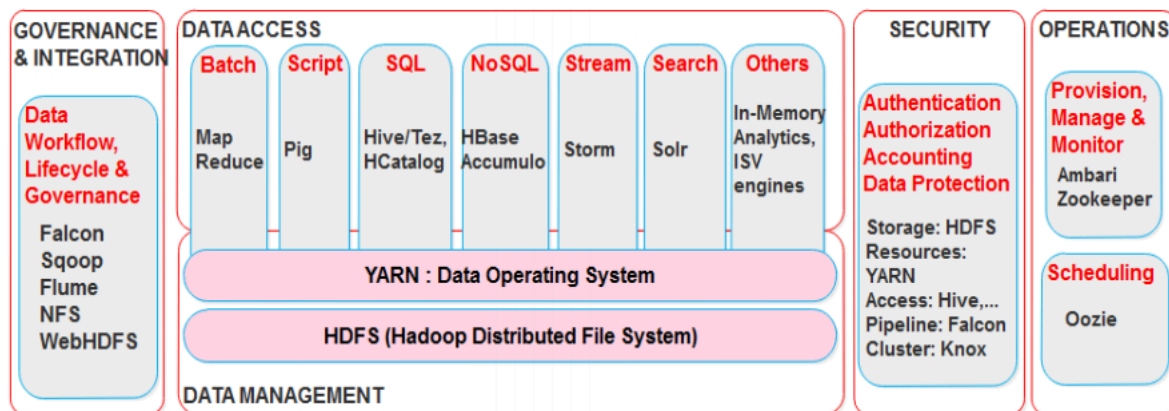 GOVERNANCE
& INTEGRATION
Data
Workflow,
Lifecycle &
Governance
Falcon
Sqoop
Flume
NFS
WebHDFS
DATA ACCESS
Batch
Map
Reduce
Script
Pig
SQL
Hive/Tez,
HCatalog
NoSQL
HBase
Accumulo
Stream
Storm
Search
Solr
Others
In-Memory
Analytics,
ISV
engines
YARN : Data Operating System
HDFS (Hadoop Distributed File System)
DATA MANAGEMENT
SECURITY
Authentication
Authorization
Accounting
Data Protection
Storage: HDFS
Resources:
YARN
Access: Hive,...
Pipeline: Falcon
Cluster: Knox
OPERATIONS
Provision,
Manage &
Monitor
Ambari
Zookeeper
Scheduling
Oozie